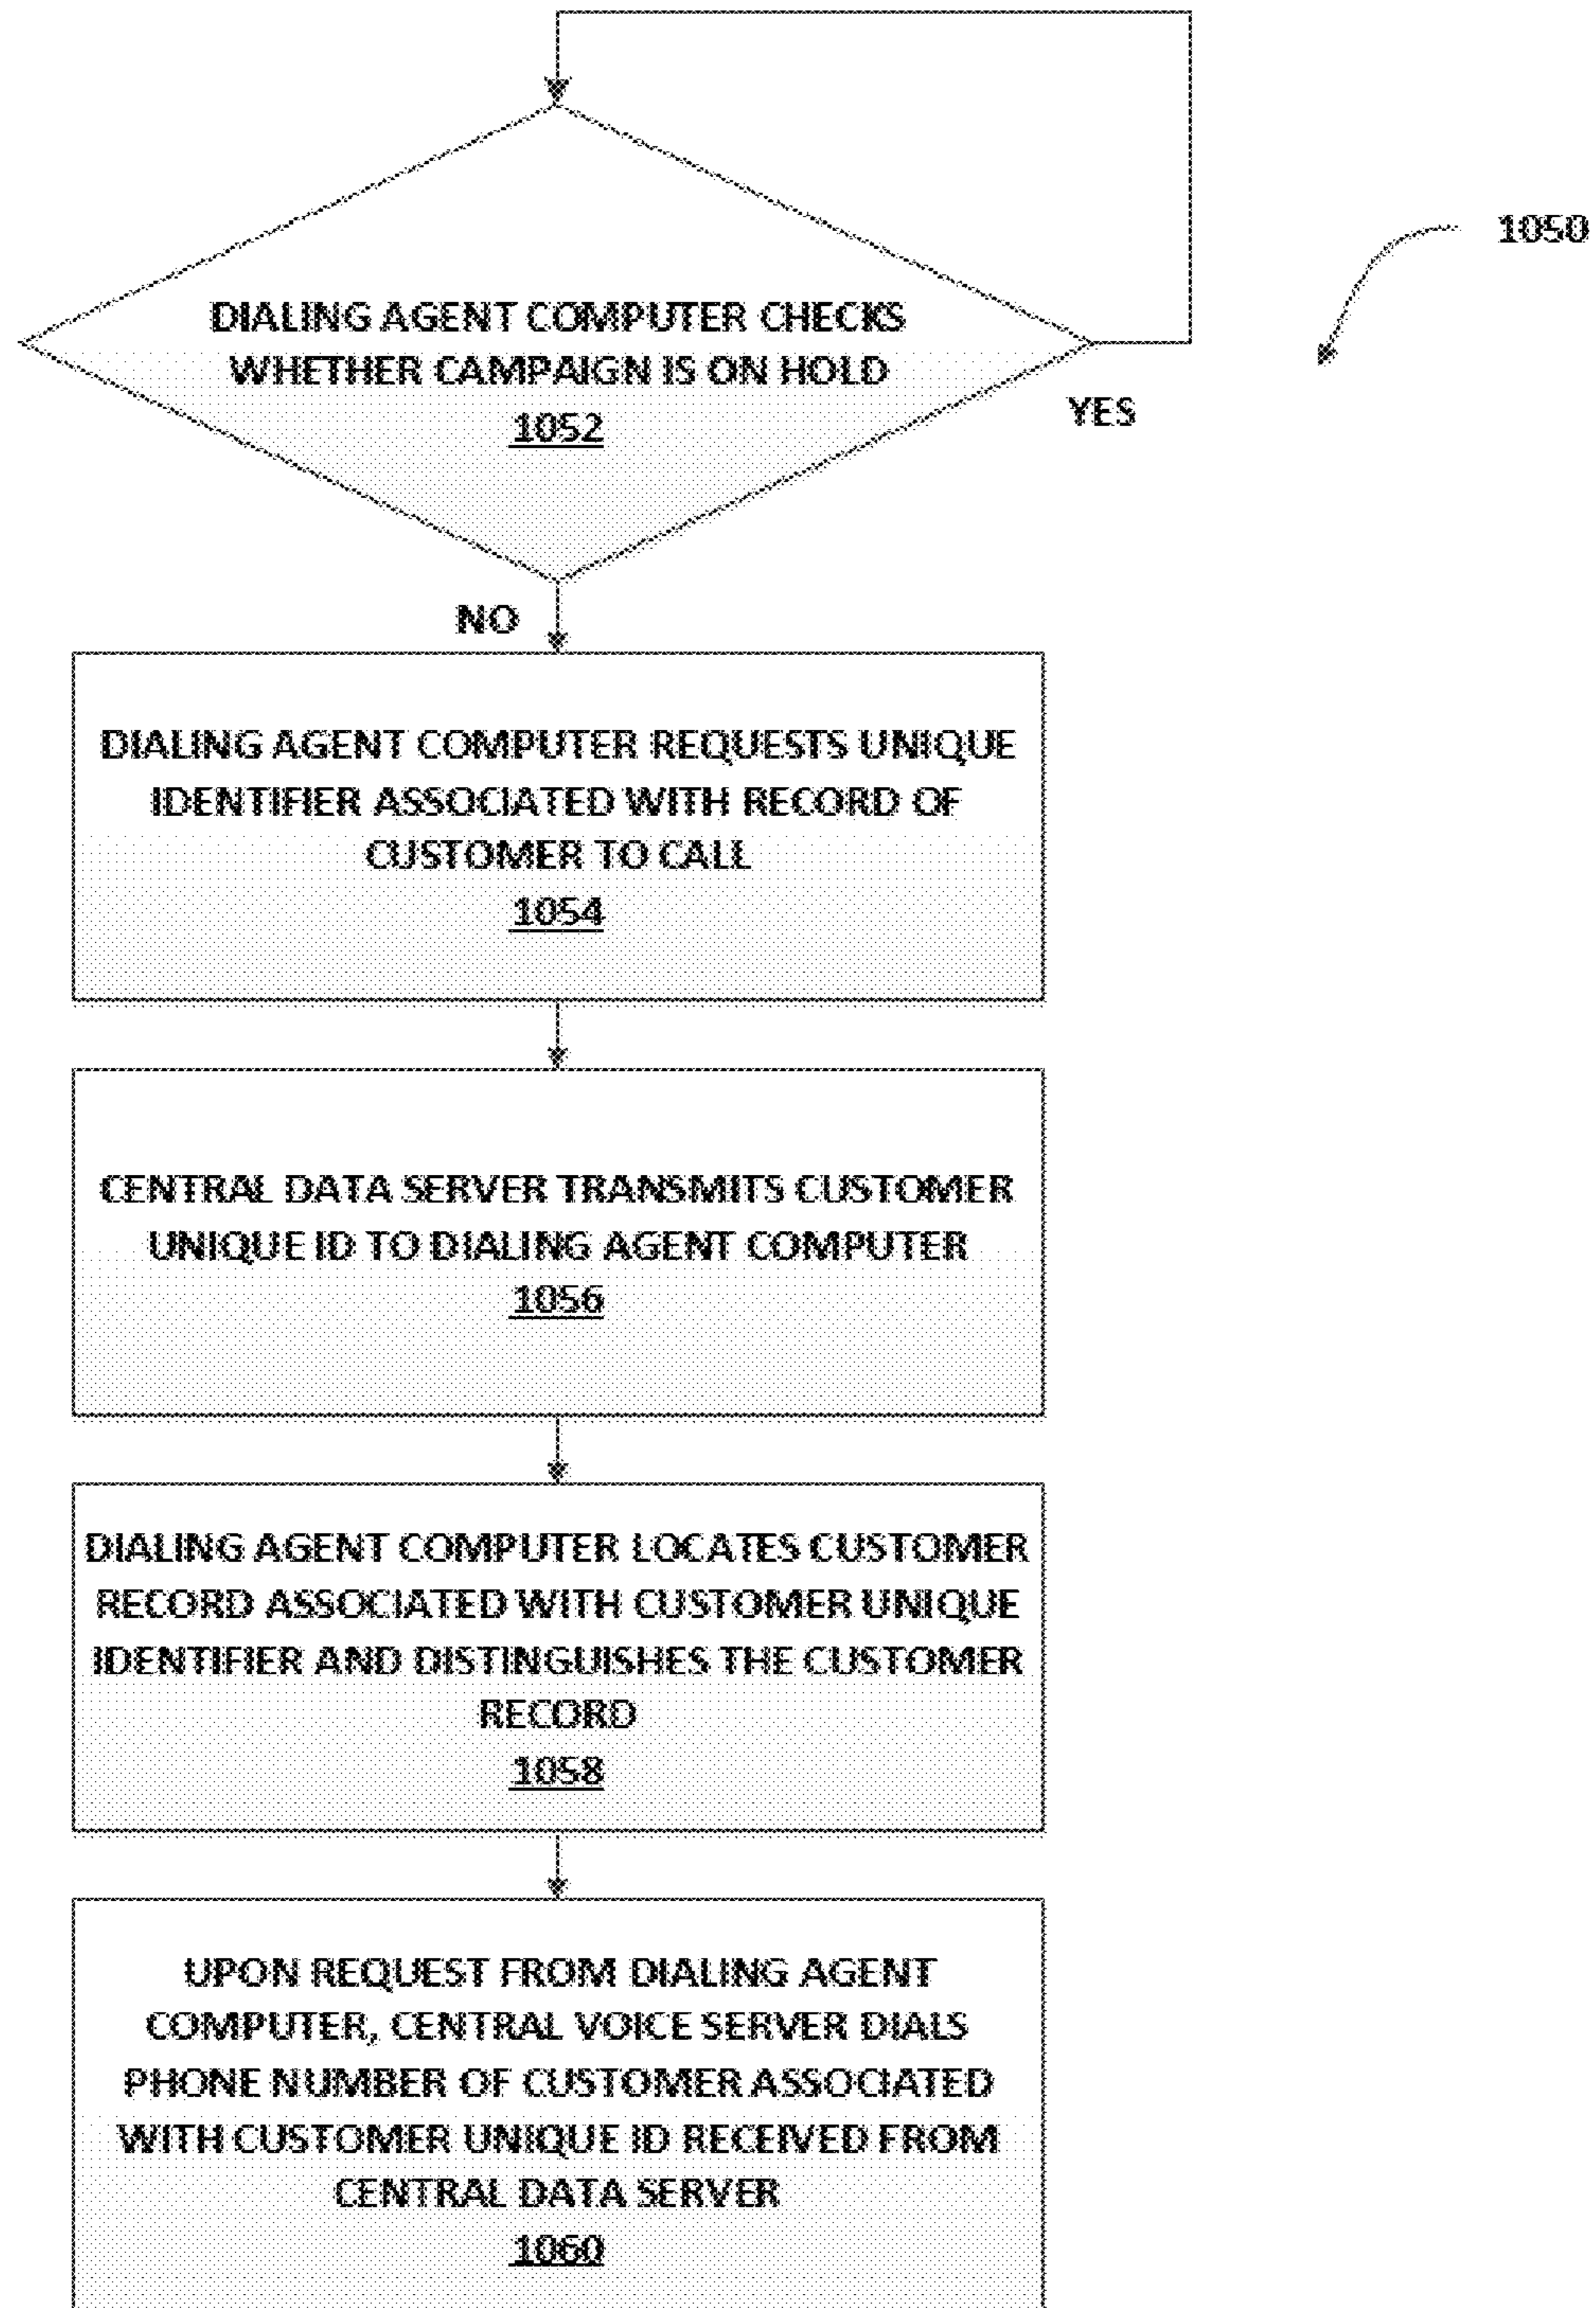 1050
DIALING AGENT COMPUTER CHECKS
WHETHER CAMPAIGN IS ON HOLD
1052
YES
NO
DIALING AGENT COMPUTER REQUESTS UNIQUE
IDENTIFIER ASSOCIATED WITH RECORD OF
CUSTOMER TO CALL
1054
CENTRAL DATA SERVER TRANSMITS CUSTOMER
UNIQUE ID TO DIALING AGENT COMPUTER
1056
DIALING AGENT COMPUTER LOCATES CUSTOMER
RECORD ASSOCIATED WITH CUSTOMER UNIQUE
IDENTIFIER AND DISTINGUISHES THE CUSTOMER
RECORD
1058
UPON REQUEST FROM DIALING AGENT
COMPUTER, CENTRAL VOICE SERVER DIALS
PHONE NUMBER OF CUSTOMER ASSOCIATED
WITH CUSTOMER UNIQUE ID RECEIVED FROM
CENTRAL DATA SERVER
1060